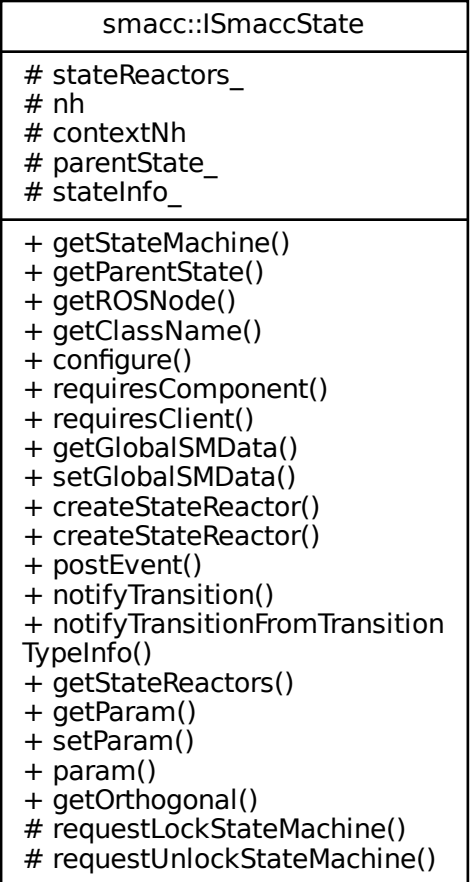 smacc::ISmaccState
# stateReactors_
# nh
# contextNh
# parentState_
# stateInfo_
+ getStateMachine()
+ getParentState()
+ getROSNode()
+ getClassName()
+ configure()
+ requiresComponent()
+ requiresClient()
+ getGlobalSMData()
+ setGlobalSMData()
+ createStateReactor()
+ createStateReactor()
+ postEvent()
+ notifyTransition()
+ notifyTransitionFromTransition
TypeInfo()
+ getStateReactors()
+ getParam()
+ setParam()
+ param()
+ getOrthogonal()
# requestLockStateMachine()
# requestUnlockStateMachine()